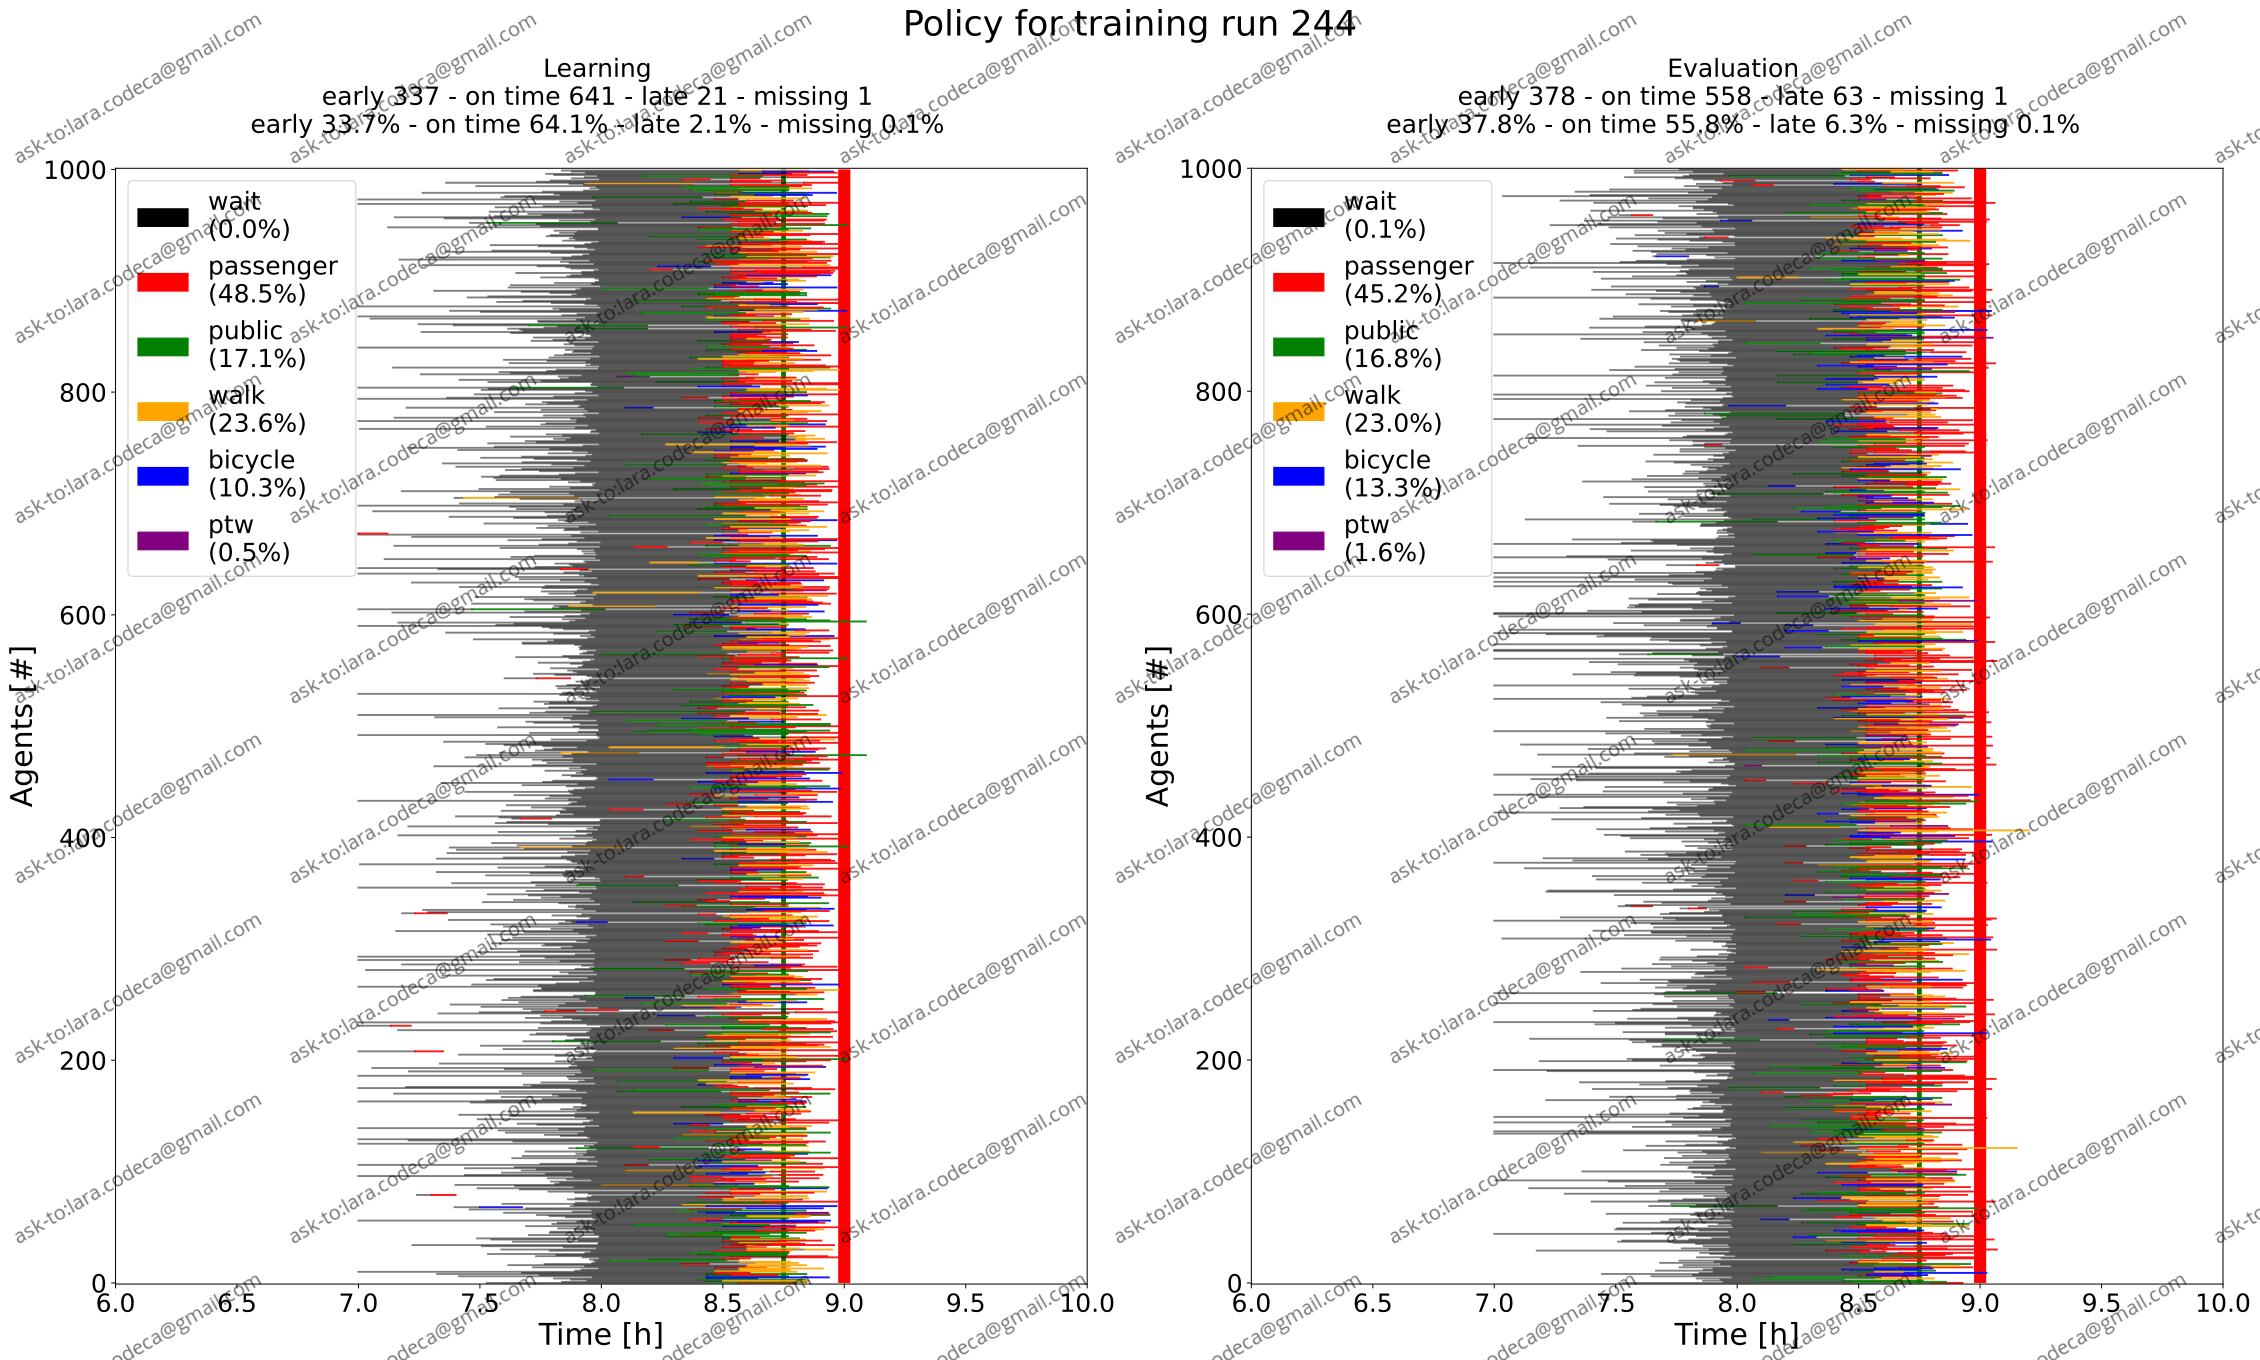 Policy for training run 244
Learning
early 337 - on time 641 - late 21 - missing 1
early 33.7% - on time 64.1% - late 2.1% - missing 0.1%
wait
(0.0%)
passenger
(48.5%)
public
(17.1%)
walk
(23.6%)
bicycle
(10.3%)
ptw
(0.5%)
Agents [#]
1000
800
600
400
200
0
6.0 6.5 7.0 7.5 8.0 8.5 9.0 9.5 10.0
Time [h]
Evaluation
early 378 - on time 558 - late 63 - missing 1
early 37.8% - on time 55.8% - late 6.3% - missing 0.1%
wait
(0.1%)
passenger
(45.2%)
public
(16.8%)
walk
(23.0%)
bicycle
(13.3%)
ptw
(1.6%)
Agents [#]
1000
800
600
400
200
0
6.0 6.5 7.0 7.5 8.0 8.5 9.0 9.5 10.0
Time [h]
ask-to:lara.codeca@gmail.com